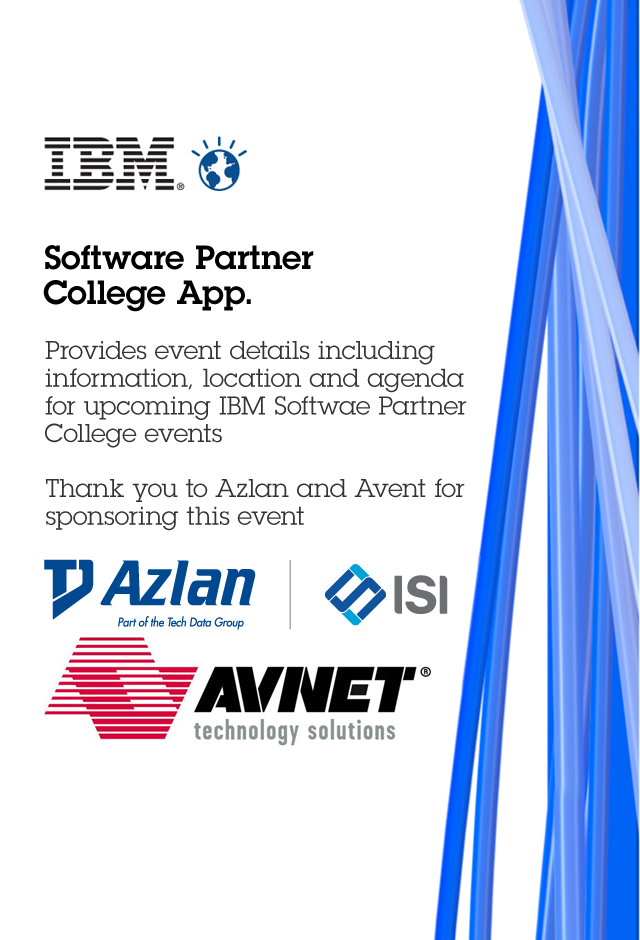 IBM®
Software Partner
College App.
Provides event details including
information, location and agenda
for upcoming IBM Softwae Partner
College events
Thank you to Azlan and Avent for
sponsoring this event
Azlan
Part of the Tech Data Group
ISI
AVNET®
technology solutions